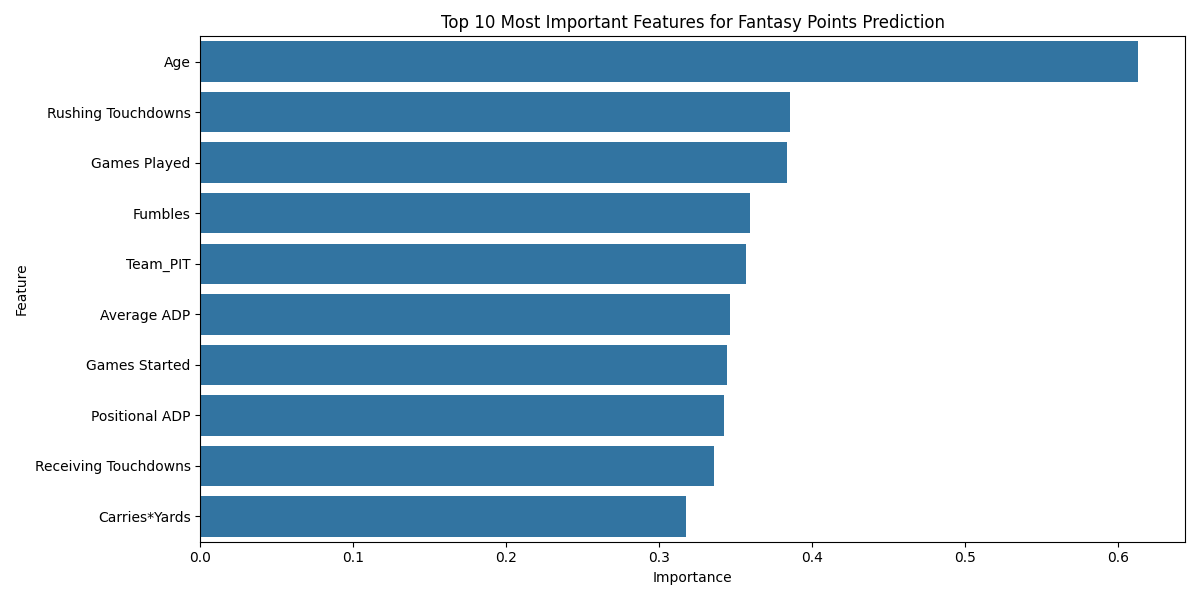 Top 10 Most Important Features for Fantasy Points Prediction
Feature
Age
Rushing Touchdowns
Games Played
Fumbles
Team_PIT
Average ADP
Games Started
Positional ADP
Receiving Touchdowns
Carries*Yards
0.0 0.1 0.2 0.3 0.4 0.5 0.6
Importance